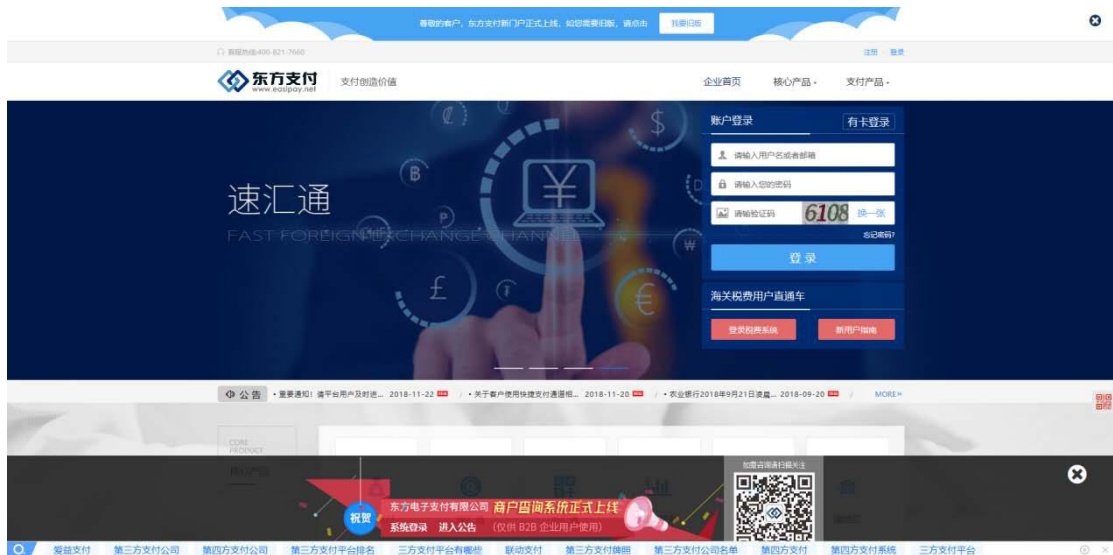 尊敬的客户，东方支付新门户正式上线，如您需要旧版，请点击 我要旧版
客服热线:400-821-7660
注册 登录
东方支付
www.easipay.net
支付创造价值
企业首页 核心产品 支付产品
账户登录 有卡登录
请输入用户名或者邮箱
请输入您的密码
请输验证码 6108 换一张
忘记密码?
登 录
速汇通
FAST FOREIGN EXCHANGE CHANNEL
海关税费用户直通车
登录税费系统 新用户指南
公告 •重要通知！请平台用户及时进... 2018-11-22 / •关于客户使用快捷支付通道相... 2018-11-20 / •农业银行2018年9月21日凌晨... 2018-09-20 / MORE»
CORE
PRODUCT
如需咨询请扫描关注
祝贺
东方电子支付有限公司 商户查询系统正式上线
系统登录 进入公告 (仅供 B2B 企业用户使用)
爱益支付 第三方支付公司 第四方支付公司 第三方支付平台排名 三方支付平台有哪些 联动支付 第三方支付牌照 第三方支付公司名单 第四方支付 第四方支付系统 三方支付平台